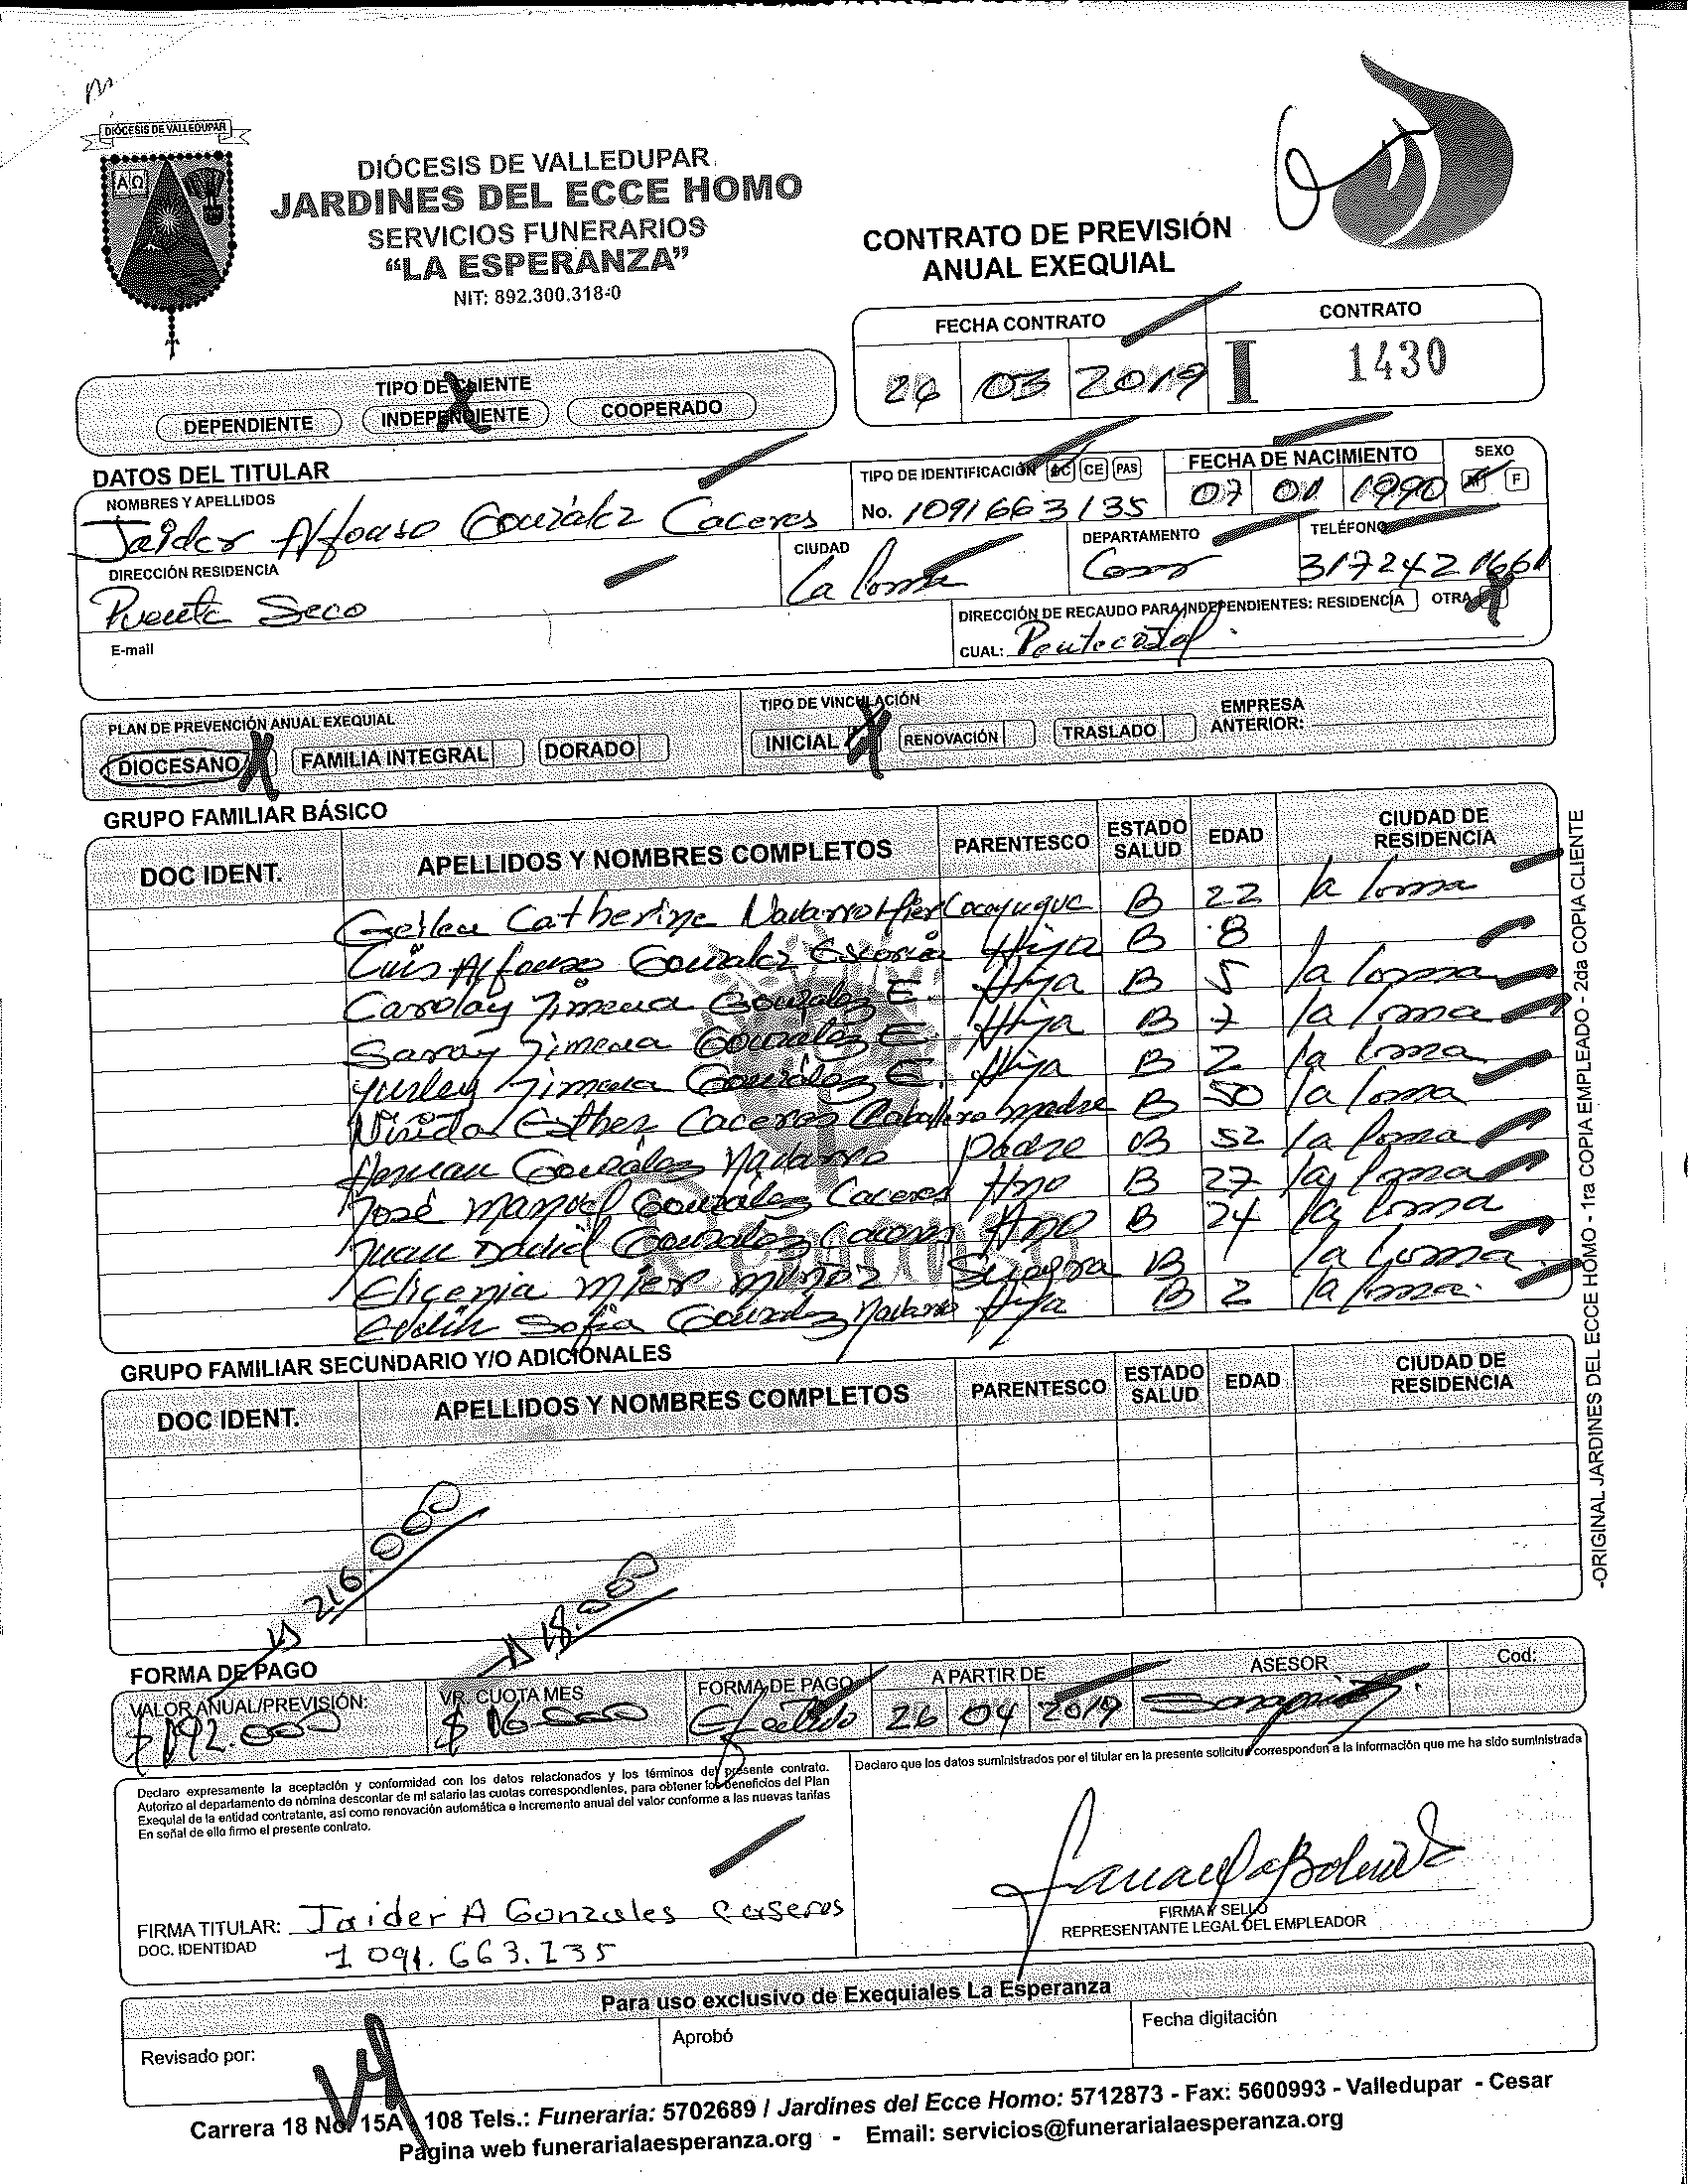 DIÓCESIS DE VALLEDUPAR
DIÓCESIS DE VALLEDUPAR
JARDINES DEL ECCE HOMO
SERVICIOS FUNERARIOS
“LA ESPERANZA”
NIT: 892.300.318-0
CONTRATO DE PREVISIÓN
ANUAL EXEQUIAL
FECHA CONTRATO CONTRATO
26 03 2019 I 1430
TIPO DE CLIENTE
DEPENDIENTE INDEPENDIENTE X COOPERADO
DATOS DEL TITULAR
TIPO DE IDENTIFICACIÓN CC CE PAS FECHA DE NACIMIENTO SEXO
NOMBRES Y APELLIDOS
Jaider Alfonso González Caceres No. 1091663135 07 01 1990 M F
DIRECCIÓN RESIDENCIA CIUDAD DEPARTAMENTO TELÉFONO
Puente Seco La Loma Cesar 3172421661
DIRECCIÓN DE RECAUDO PARA INDEPENDIENTES: RESIDENCIA OTRA X
E-mail CUAL: Pentecostal
PLAN DE PREVENCIÓN ANUAL EXEQUIAL TIPO DE VINCULACIÓN EMPRESA
DIOCESANO X FAMILIA INTEGRAL DORADO INICIAL X RENOVACIÓN TRASLADO ANTERIOR:
GRUPO FAMILIAR BÁSICO
DOC IDENT. APELLIDOS Y NOMBRES COMPLETOS PARENTESCO ESTADO SALUD EDAD CIUDAD DE RESIDENCIA
Catherine Navarro Mier B 22 la loma
Luis Alfonso Gonzalez Escoria Hijo B 8
Carolay Jimena Gonzalez E. Hija B 5 la loma
Saray Jimena Gonzalez E. Hija B 7 la loma
Yurley Jimena González E. Hija B 2 la loma
Esther Caceres Caballero madre B 50 la loma
Hernan González Navarro Padre B 52 la loma
José Manuel González Caceres Hno B 27 la loma
Juan David González Caceres Hno B 24 la loma
Elicenia Mier Muñoz Suegra B la loma
Sofia González Navarro Hija B 2 la loma.
GRUPO FAMILIAR SECUNDARIO Y/O ADICIONALES
DOC IDENT. APELLIDOS Y NOMBRES COMPLETOS PARENTESCO ESTADO SALUD EDAD CIUDAD DE RESIDENCIA
216.000
18.000
FORMA DE PAGO
VALOR ANUAL/PREVISIÓN: VR. CUOTA MES FORMA DE PAGO A PARTIR DE ASESOR Cod:
$ 192.000 $ 16.000 Efectivo 26 04 2019
Declaro expresamente la aceptación y conformidad con los datos relacionados y los términos del presente contrato.
Autorizo al departamento de nómina descontar de mi salario las cuotas correspondientes, para obtener los beneficios del Plan
Exequial de la entidad contratante, así como renovación automática e incremento anual del valor conforme a las nuevas tarifas
En señal de ello firmo el presente contrato.
Declaro que los datos suministrados por el titular en la presente solicitud corresponden a la información que me ha sido suministrada
FIRMA TITULAR: Jaider A Gonzales Caseres
DOC. IDENTIDAD 1091.663.135
FIRMA Y SELLO
REPRESENTANTE LEGAL DEL EMPLEADOR
Para uso exclusivo de Exequiales La Esperanza
Revisado por: Aprobó Fecha digitación
Carrera 18 No. 15A 108 Tels.: Funeraria: 5702689 / Jardines del Ecce Homo: 5712873 - Fax: 5600993 - Valledupar - Cesar
Pagina web funerarialaesperanza.org - Email: servicios@funerarialaesperanza.org
-ORIGINAL JARDINES DEL ECCE HOMO - 1ra COPIA EMPLEADO - 2da COPIA CLIENTE